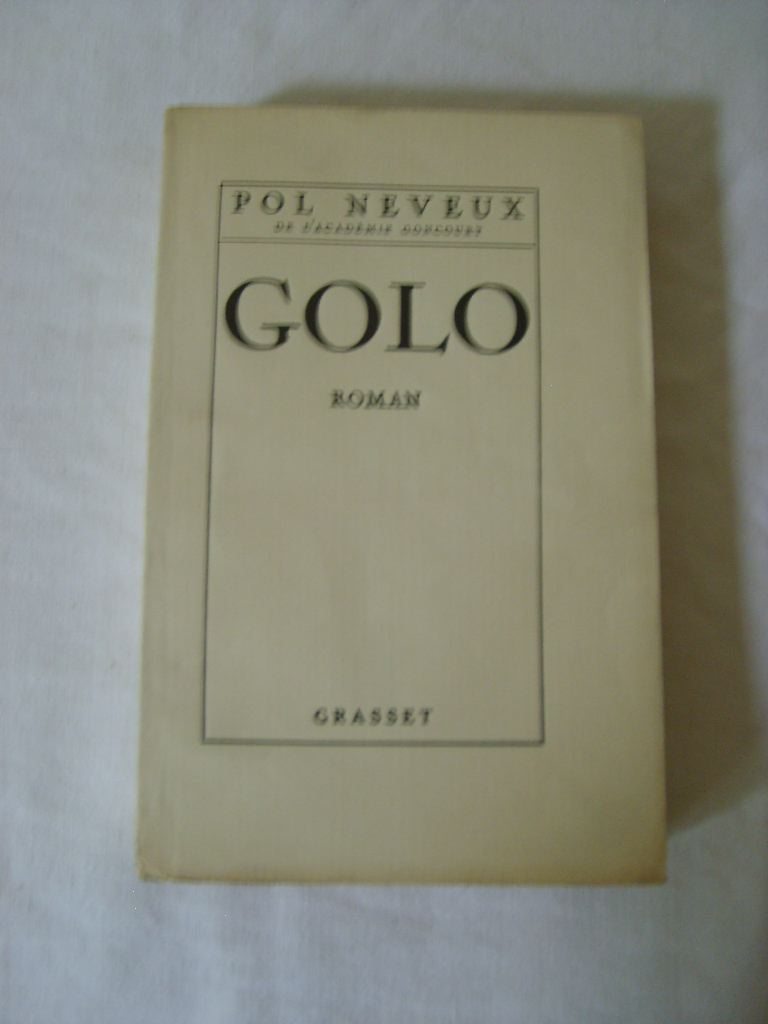 POL NEVEUX
DE L'ACADÉMIE GONCOURT
GOLO
ROMAN
GRASSET